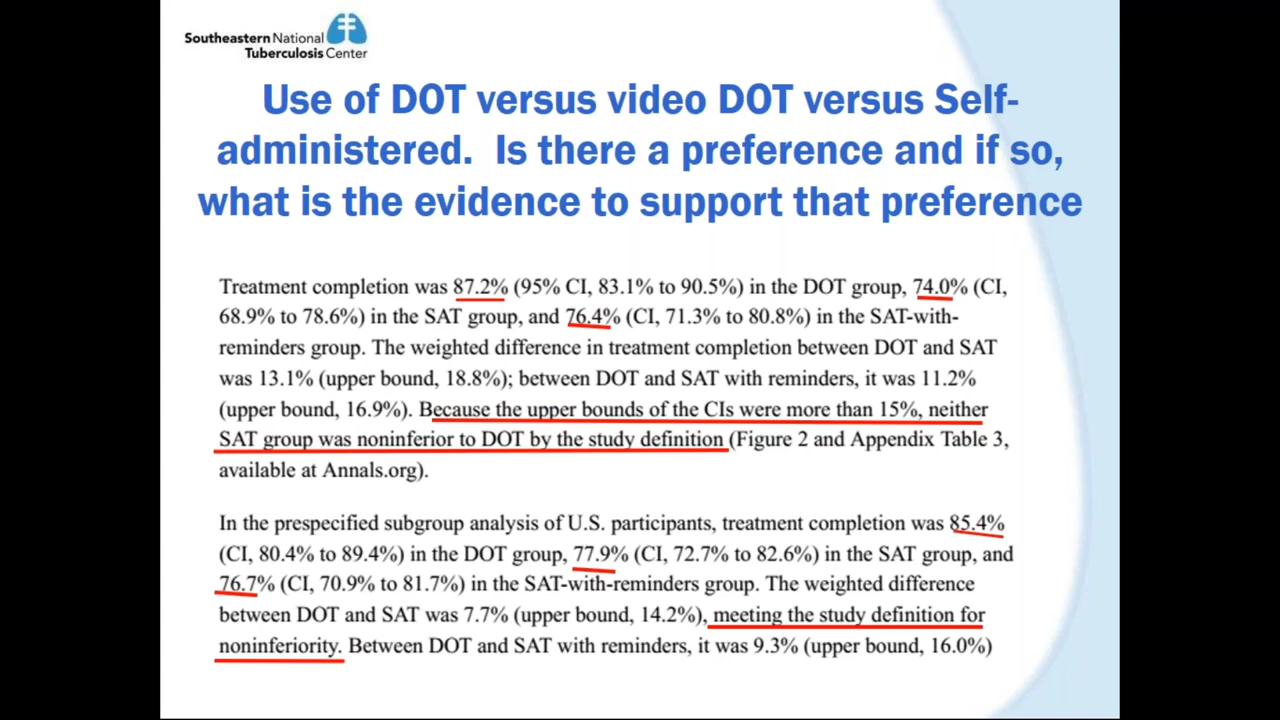 Southeastern National
Tuberculosis Center
Use of DOT versus video DOT versus Self-
administered. Is there a preference and if so,
what is the evidence to support that preference
Treatment completion was 87.2% (95% CI, 83.1% to 90.5%) in the DOT group, 74.0% (CI,
68.9% to 78.6%) in the SAT group, and 76.4% (CI, 71.3% to 80.8%) in the SAT-with-
reminders group. The weighted difference in treatment completion between DOT and SAT
was 13.1% (upper bound, 18.8%); between DOT and SAT with reminders, it was 11.2%
(upper bound, 16.9%). Because the upper bounds of the CIs were more than 15%, neither
SAT group was noninferior to DOT by the study definition (Figure 2 and Appendix Table 3,
available at Annals.org).
In the prespecified subgroup analysis of U.S. participants, treatment completion was 85.4%
(CI, 80.4% to 89.4%) in the DOT group, 77.9% (CI, 72.7% to 82.6%) in the SAT group, and
76.7% (CI, 70.9% to 81.7%) in the SAT-with-reminders group. The weighted difference
between DOT and SAT was 7.7% (upper bound, 14.2%), meeting the study definition for
noninferiority. Between DOT and SAT with reminders, it was 9.3% (upper bound, 16.0%)